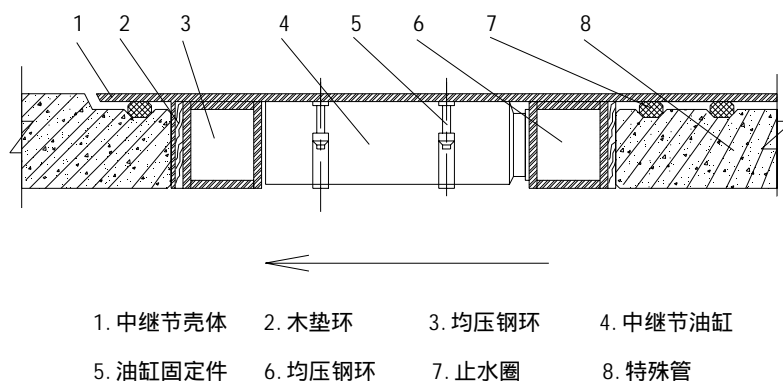 1 2 3 4 5 6 7 8
1.中继节壳体 2.木垫环 3.均压钢环 4.中继节油缸
5.油缸固定件 6.均压钢环 7.止水圈 8.特殊管